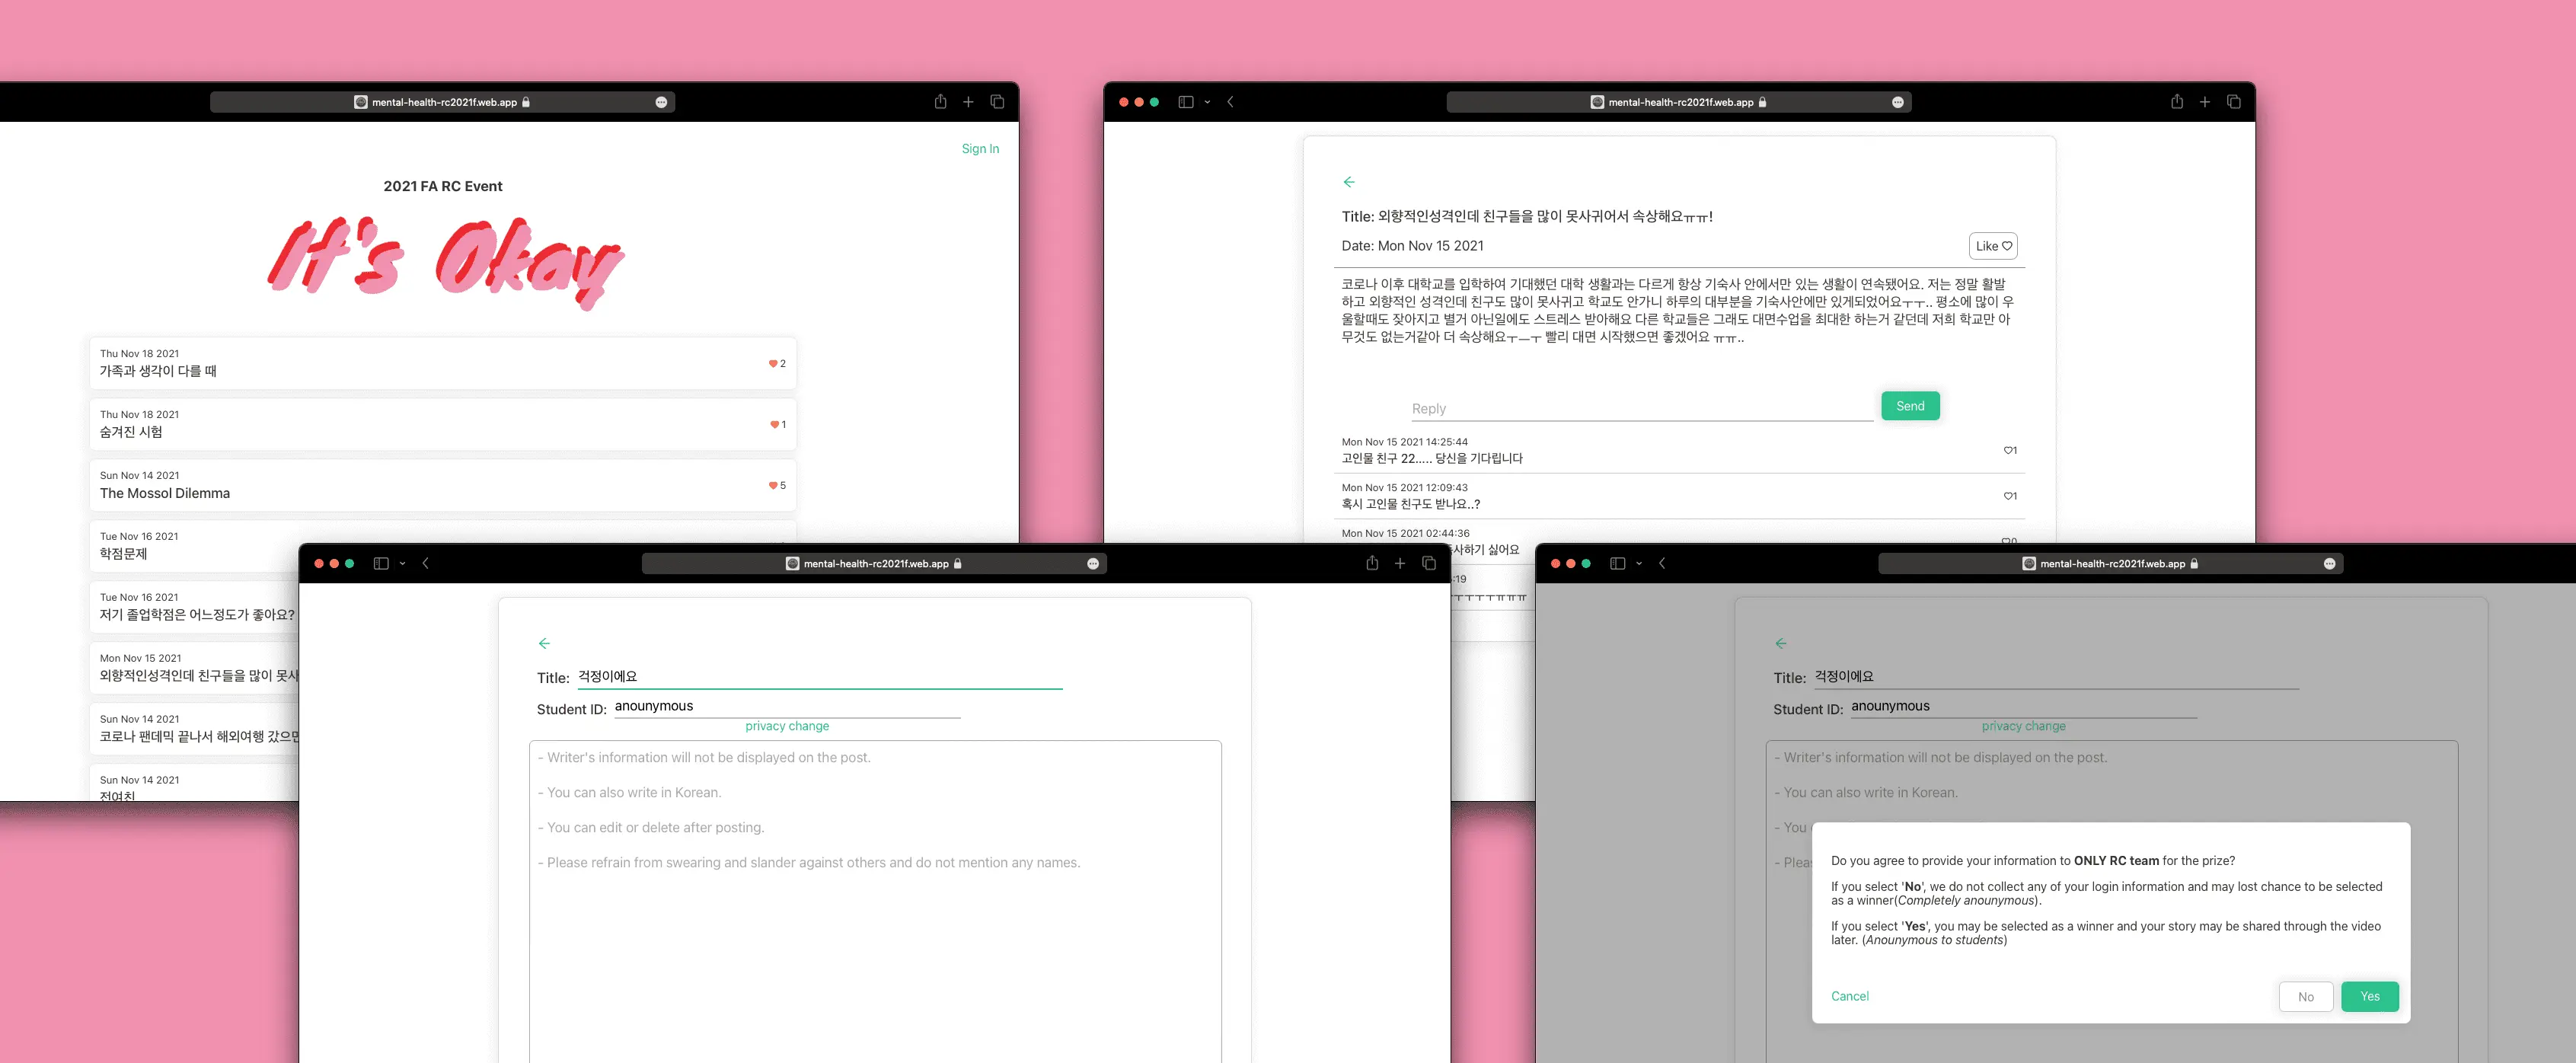 mental-health-rc2021f.web.app
Sign In
2021 FA RC Event
It's Okay
Thu Nov 18 2021
가족과 생각이 다를 때
2
Thu Nov 18 2021
숨겨진 시험
1
Sun Nov 14 2021
The Mossol Dilemma
5
Tue Nov 16 2021
학점문제
Tue Nov 16 2021
저기 졸업학점은 어느정도가 좋아요?
Mon Nov 15 2021
외향적인성격인데 친구들을 많이 못사
Sun Nov 14 2021
코로나 팬데믹 끝나서 해외여행 갔으면
Sun Nov 14 2021
전여친
mental-health-rc2021f.web.app
Title: 외향적인성격인데 친구들을 많이 못사귀어서 속상해요ㅠㅠ!
Date: Mon Nov 15 2021
Like
코로나 이후 대학교를 입학하여 기대했던 대학 생활과는 다르게 항상 기숙사 안에서만 있는 생활이 연속됐어요. 저는 정말 활발
하고 외향적인 성격인데 친구도 많이 못사귀고 학교도 안가니 하루의 대부분을 기숙사안에만 있게되었어요ㅜㅜ.. 평소에 많이 우
울할때도 잦아지고 별거 아닌일에도 스트레스 받아해요 다른 학교들은 그래도 대면수업을 최대한 하는거 같던데 저희 학교만 아
무것도 없는거같아 더 속상해요ㅜㅡㅜ 빨리 대면 시작했으면 좋겠어요 ㅠㅠ..
Reply
Send
Mon Nov 15 2021 14:25:44
고인물 친구 22..... 당신을 기다립니다
1
Mon Nov 15 2021 12:09:43
혹시 고인물 친구도 받나요..?
1
Mon Nov 15 2021 02:44:36
사하기 싫어요
:19
ㅜㅜㅜㅜㅠㅠㅠ
mental-health-rc2021f.web.app
Title: 걱정이에요
Student ID: anounymous
privacy change
- Writer's information will not be displayed on the post.
- You can also write in Korean.
- You can edit or delete after posting.
- Please refrain from swearing and slander against others and do not mention any names.
mental-health-rc2021f.web.app
Title: 걱정이에요
Student ID: anounymous
privacy change
- Writer's information will not be displayed on the post.
- You can also write in Korean.
- You
- Plea
Do you agree to provide your information to ONLY RC team for the prize?
If you select 'No', we do not collect any of your login information and may lost chance to be selected
as a winner(Completely anounymous).
If you select 'Yes', you may be selected as a winner and your story may be shared through the video
later. (Anounymous to students)
Cancel
No
Yes